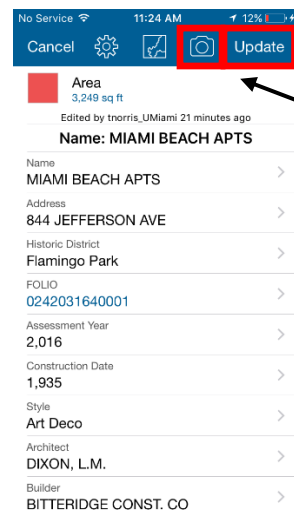 No Service 11:24 AM 12%
Cancel Update
Area
3,249 sq ft
Edited by tnorris_UMiami 21 minutes ago
Name: MIAMI BEACH APTS
Name
MIAMI BEACH APTS
Address
844 JEFFERSON AVE
Historic District
Flamingo Park
FOLIO
0242031640001
Assessment Year
2,016
Construction Date
1,935
Style
Art Deco
Architect
DIXON, L.M.
Builder
BITTERIDGE CONST. CO